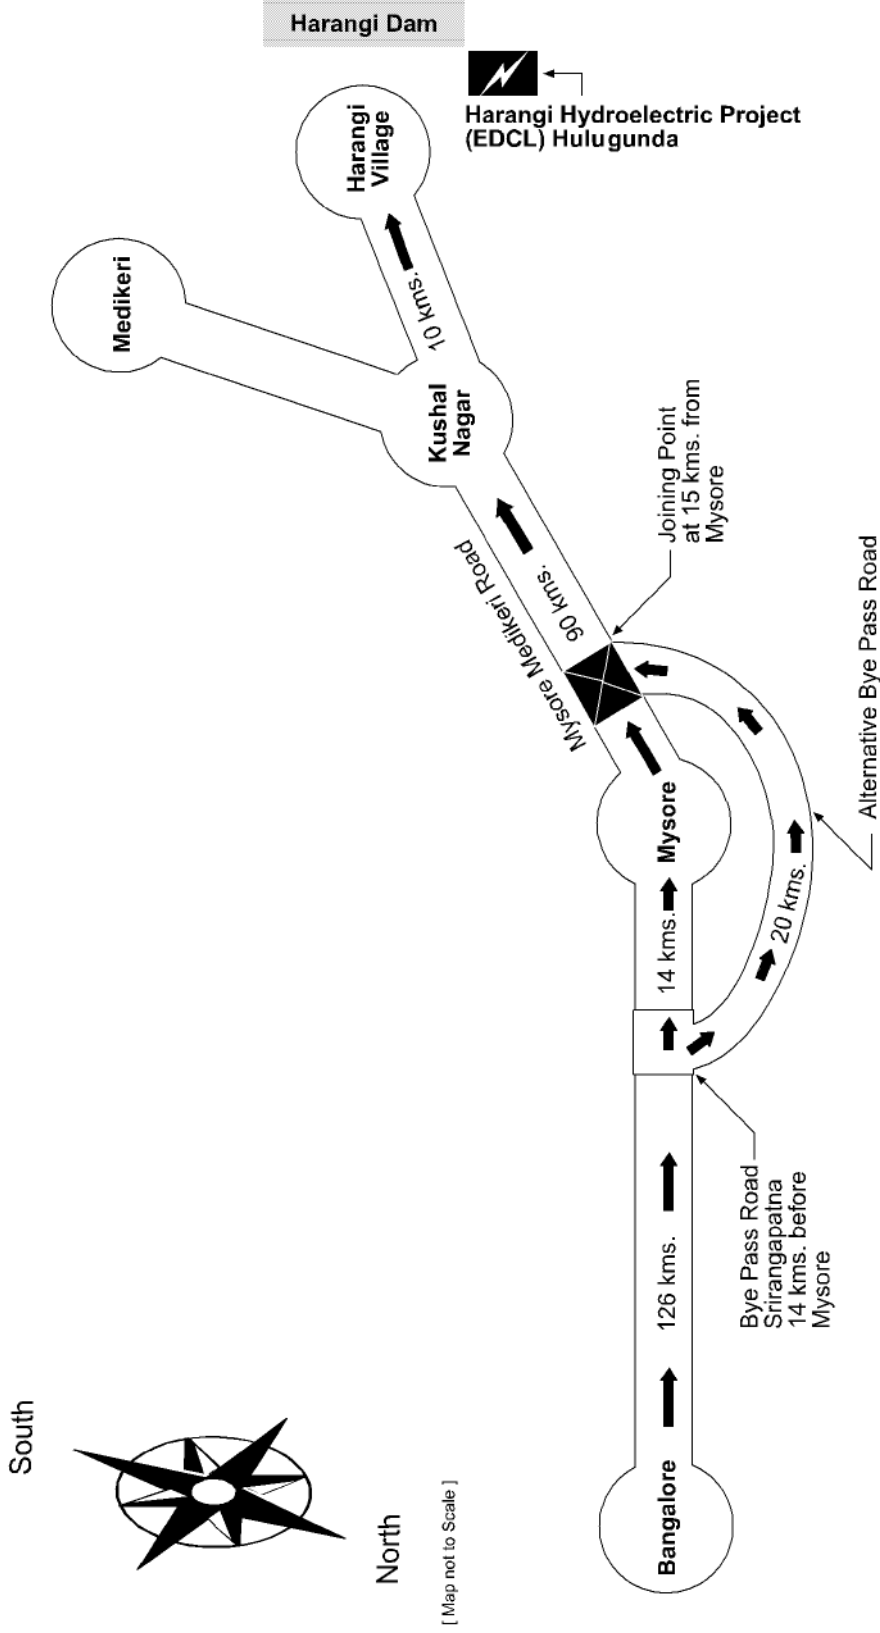 Harangi Dam
Harangi Hydroelectric Project
(EDCL) Hulugunda
Harangi
Village
Medikeri
10 kms.
Kushal
Nagar
Mysore Medikeri Road
90 kms.
Joining Point
at 15 kms. from
Mysore
Alternative Bye Pass Road
Mysore
14 kms.
20 kms.
Bye Pass Road
Srirangapatna
14 kms. before
Mysore
126 kms.
Bangalore
South
North
[ Map not to Scale ]